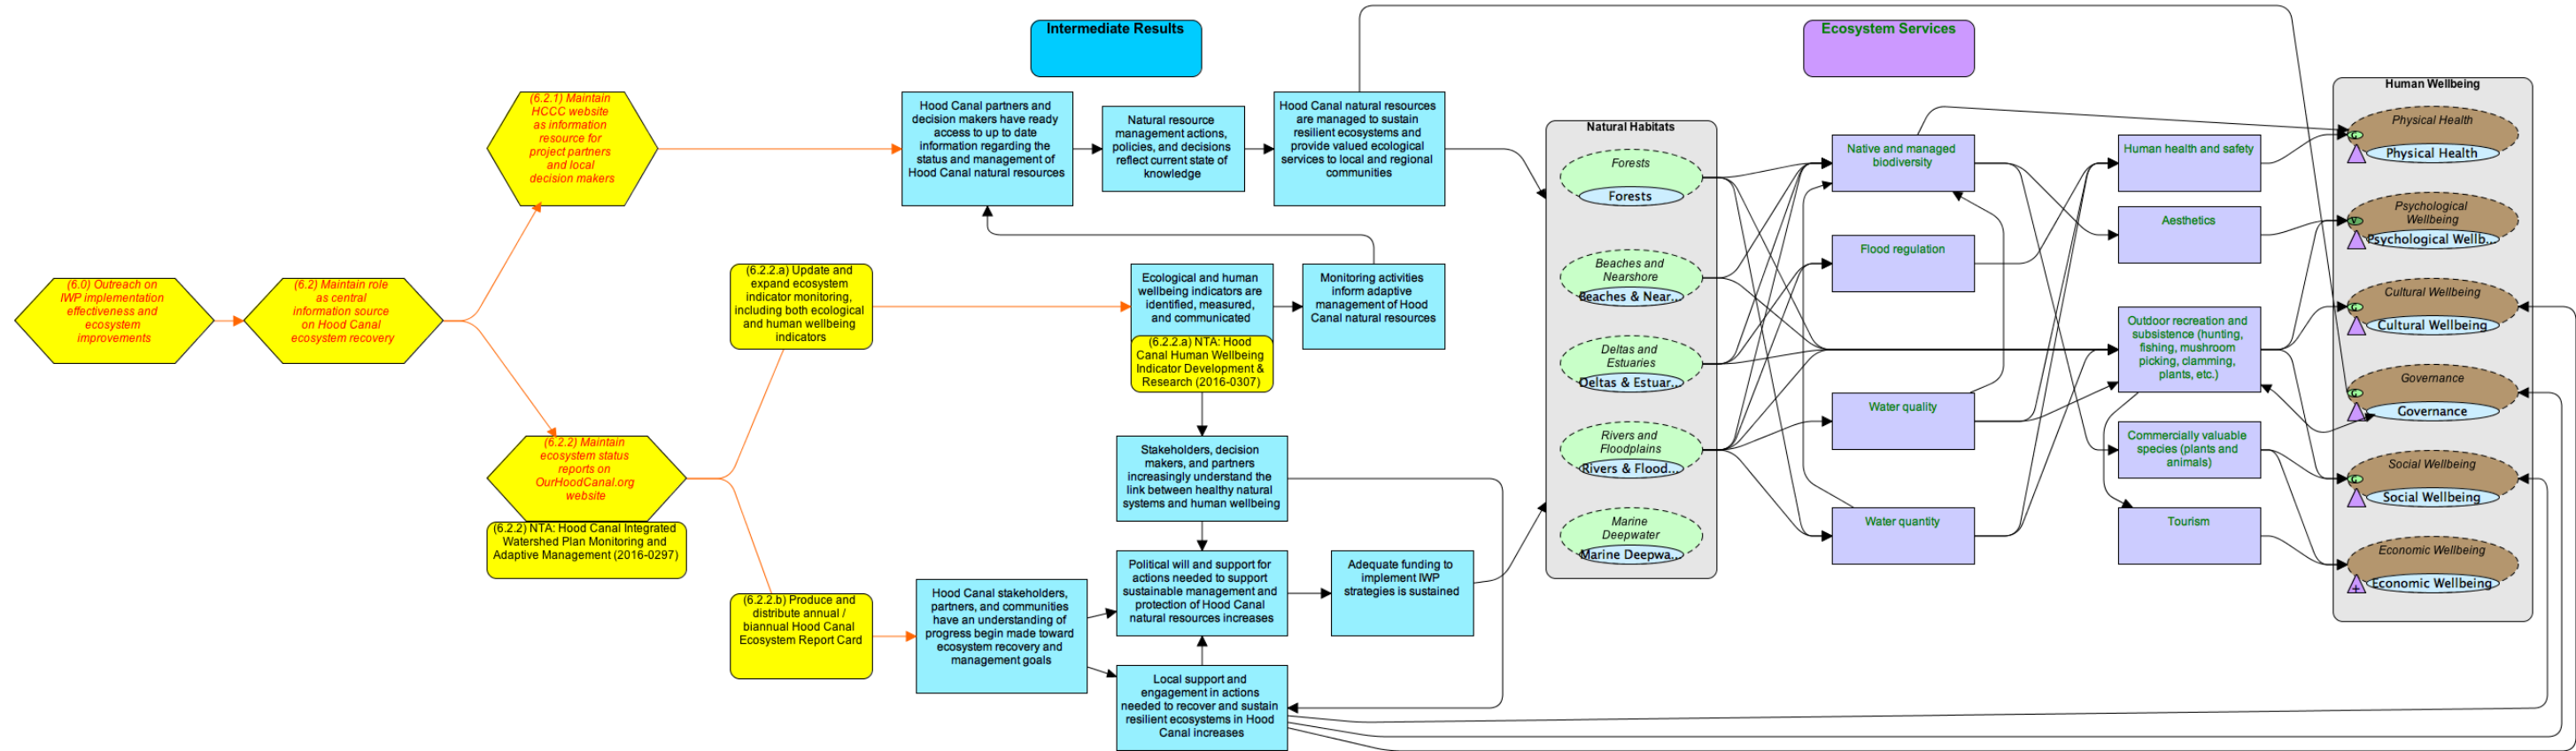 Intermediate Results
Ecosystem Services
(6.0) Outreach on
IWP implementation
effectiveness and
ecosystem
improvements
(6.2) Maintain role
as central
information source
on Hood Canal
ecosystem recovery
(6.2.1) Maintain
HCCC website
as information
resource for
project partners
and local
decision makers
(6.2.2) Maintain
ecosystem status
reports on
OurHoodCanal.org
website
(6.2.2) NTA: Hood Canal Integrated
Watershed Plan Monitoring and
Adaptive Management (2016-0297)
(6.2.2.a) Update and
expand ecosystem
indicator monitoring,
including both ecological
and human wellbeing
indicators
(6.2.2.b) Produce and
distribute annual /
biannual Hood Canal
Ecosystem Report Card
Hood Canal partners and
decision makers have ready
access to up to date
information regarding the
status and management of
Hood Canal natural resources
Natural resource
management actions,
policies, and decisions
reflect current state of
knowledge
Hood Canal natural resources
are managed to sustain
resilient ecosystems and
provide valued ecological
services to local and regional
communities
Ecological and human
wellbeing indicators are
identified, measured,
and communicated
(6.2.2.a) NTA: Hood
Canal Human Wellbeing
Indicator Development &
Research (2016-0307)
Monitoring activities
inform adaptive
management of Hood
Canal natural resources
Stakeholders, decision
makers, and partners
increasingly understand the
link between healthy natural
systems and human wellbeing
Hood Canal stakeholders,
partners, and communities
have an understanding of
progress begin made toward
ecosystem recovery and
management goals
Political will and support for
actions needed to support
sustainable management and
protection of Hood Canal
natural resources increases
Adequate funding to
implement IWP
strategies is sustained
Local support and
engagement in actions
needed to recover and sustain
resilient ecosystems in Hood
Canal increases
Natural Habitats
Forests
Forests
Beaches and
Nearshore
Beaches & Near...
Deltas and
Estuaries
Deltas & Estuar...
Rivers and
Floodplains
Rivers & Flood...
Marine
Deepwater
Marine Deepwa...
Native and managed
biodiversity
Flood regulation
Water quality
Water quantity
Human health and safety
Aesthetics
Outdoor recreation and
subsistence (hunting,
fishing, mushroom
picking, clamming,
plants, etc.)
Commercially valuable
species (plants and
animals)
Tourism
Human Wellbeing
Physical Health
G
Physical Health
Psychological
Wellbeing
V
Psychological Wellb...
Cultural Wellbeing
G
Cultural Wellbeing
Governance
G
Governance
Social Wellbeing
G
Social Wellbeing
Economic Wellbeing
+
Economic Wellbeing